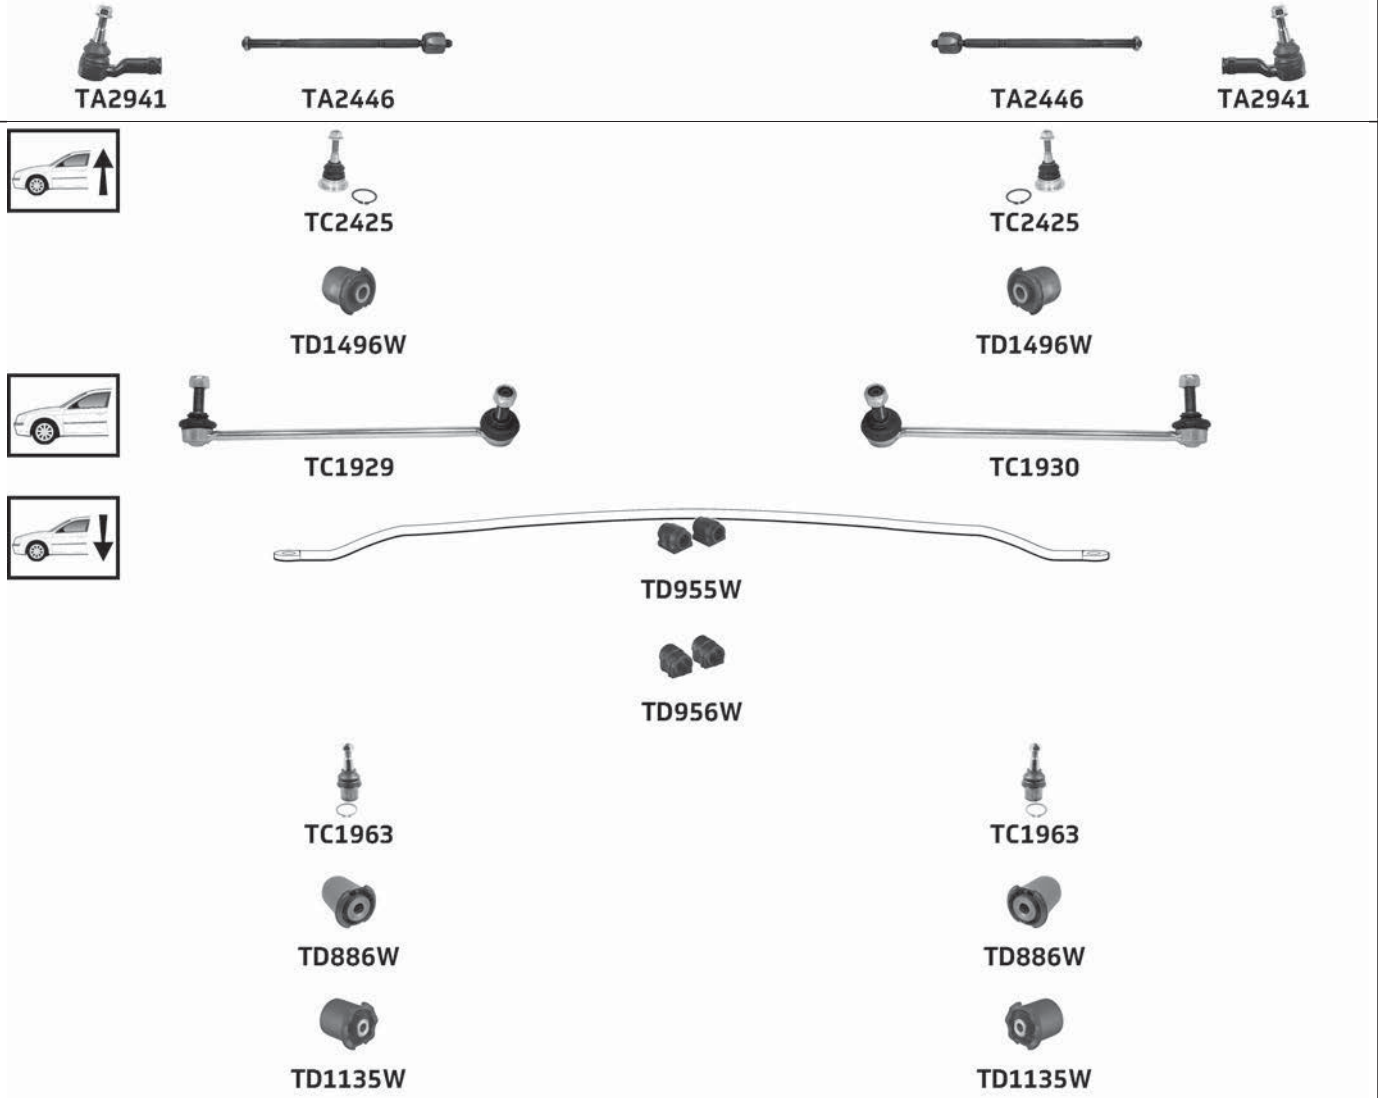 TA2941 TA2446 TA2446 TA2941
TC2425 TC2425
TD1496W TD1496W
TC1929 TC1930
TD955W
TD956W
TC1963 TC1963
TD886W TD886W
TD1135W TD1135W